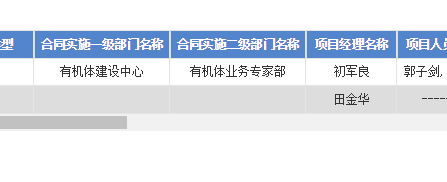 型 合同实施一级部门名称 合同实施二级部门名称 项目经理名称 项目人员
有机体建设中心 有机体业务专家部 初军良 郭子剑,
田金华 -----